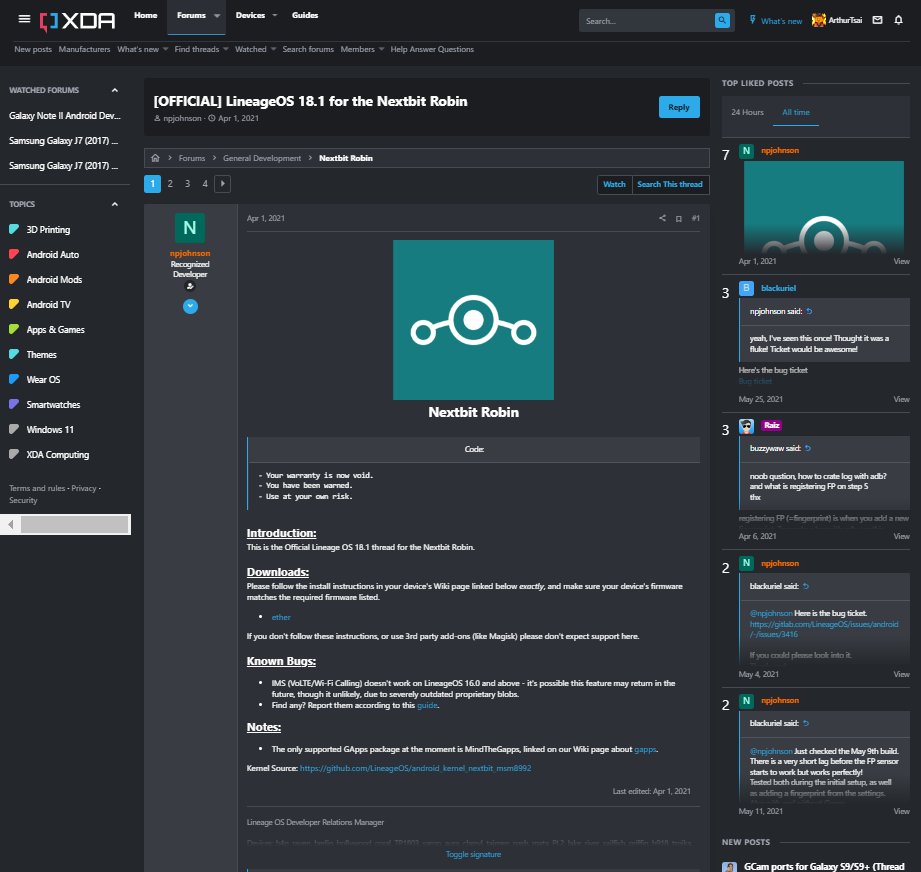 XDA
Home
Forums
Devices
Guides
Search...
What's new
ArthurTsai
New posts
Manufacturers
What's new
Find threads
Watched
Search forums
Members
Help Answer Questions
WATCHED FORUMS
Galaxy Note II Android Dev...
Samsung Galaxy J7 (2017) ...
Samsung Galaxy J7 (2017) ...
TOPICS
3D Printing
Android Auto
Android Mods
Android TV
Apps & Games
Themes
Wear OS
Smartwatches
Windows 11
XDA Computing
Terms and rules · Privacy ·
Security
[OFFICIAL] LineageOS 18.1 for the Nextbit Robin
npjohnson · Apr 1, 2021
Reply
Forums
General Development
Nextbit Robin
1 2 3 4
Watch
Search This thread
N
npjohnson
Recognized
Developer
Apr 1, 2021
#1
Nextbit Robin
Code:
- Your warranty is now void.
- You have been warned.
- Use at your own risk.
Introduction:
This is the Official Lineage OS 18.1 thread for the Nextbit Robin.
Downloads:
Please follow the install instructions in your device's Wiki page linked below exactly, and make sure your device's firmware
matches the required firmware listed.
• ether
If you don't follow these instructions, or use 3rd party add-ons (like Magisk) please don't expect support here.
Known Bugs:
• IMS (VoLTE/Wi-Fi Calling) doesn't work on LineageOS 16.0 and above - it's possible this feature may return in the
future, though it unlikely, due to severely outdated proprietary blobs.
• Find any? Report them according to this guide.
Notes:
• The only supported GApps package at the moment is MindTheGapps, linked on our Wiki page about gapps.
Kernel Source: https://github.com/LineageOS/android_kernel_nextbit_msm8992
Last edited: Apr 1, 2021
Lineage OS Developer Relations Manager
Toggle signature
TOP LIKED POSTS
24 Hours
All time
7
N
npjohnson
Apr 1, 2021
View
3
B
blackuriel
npjohnson said:
yeah, I've seen this once! Thought it was a
fluke! Ticket would be awesome!
Here's the bug ticket
Bug ticket
May 25, 2021
View
3
Raiz
buzzywaw said:
noob qustion, how to crate log with adb?
and what is registering FP on step 5
thx
registering FP (=fingerprint) is when you add a new
Apr 6, 2021
View
2
N
npjohnson
blackuriel said:
@npjohnson Here is the bug ticket.
https://gitlab.com/LineageOS/issues/android
/-/issues/3416
If you could please look into it.
May 4, 2021
View
2
N
npjohnson
blackuriel said:
@npjohnson Just checked the May 9th build.
There is a very short lag before the FP sensor
starts to work but works perfectly!
Tested both during the initial setup, as well
as adding a fingerprint from the settings.
May 11, 2021
View
NEW POSTS
GCam ports for Galaxy S9/S9+ (Thread